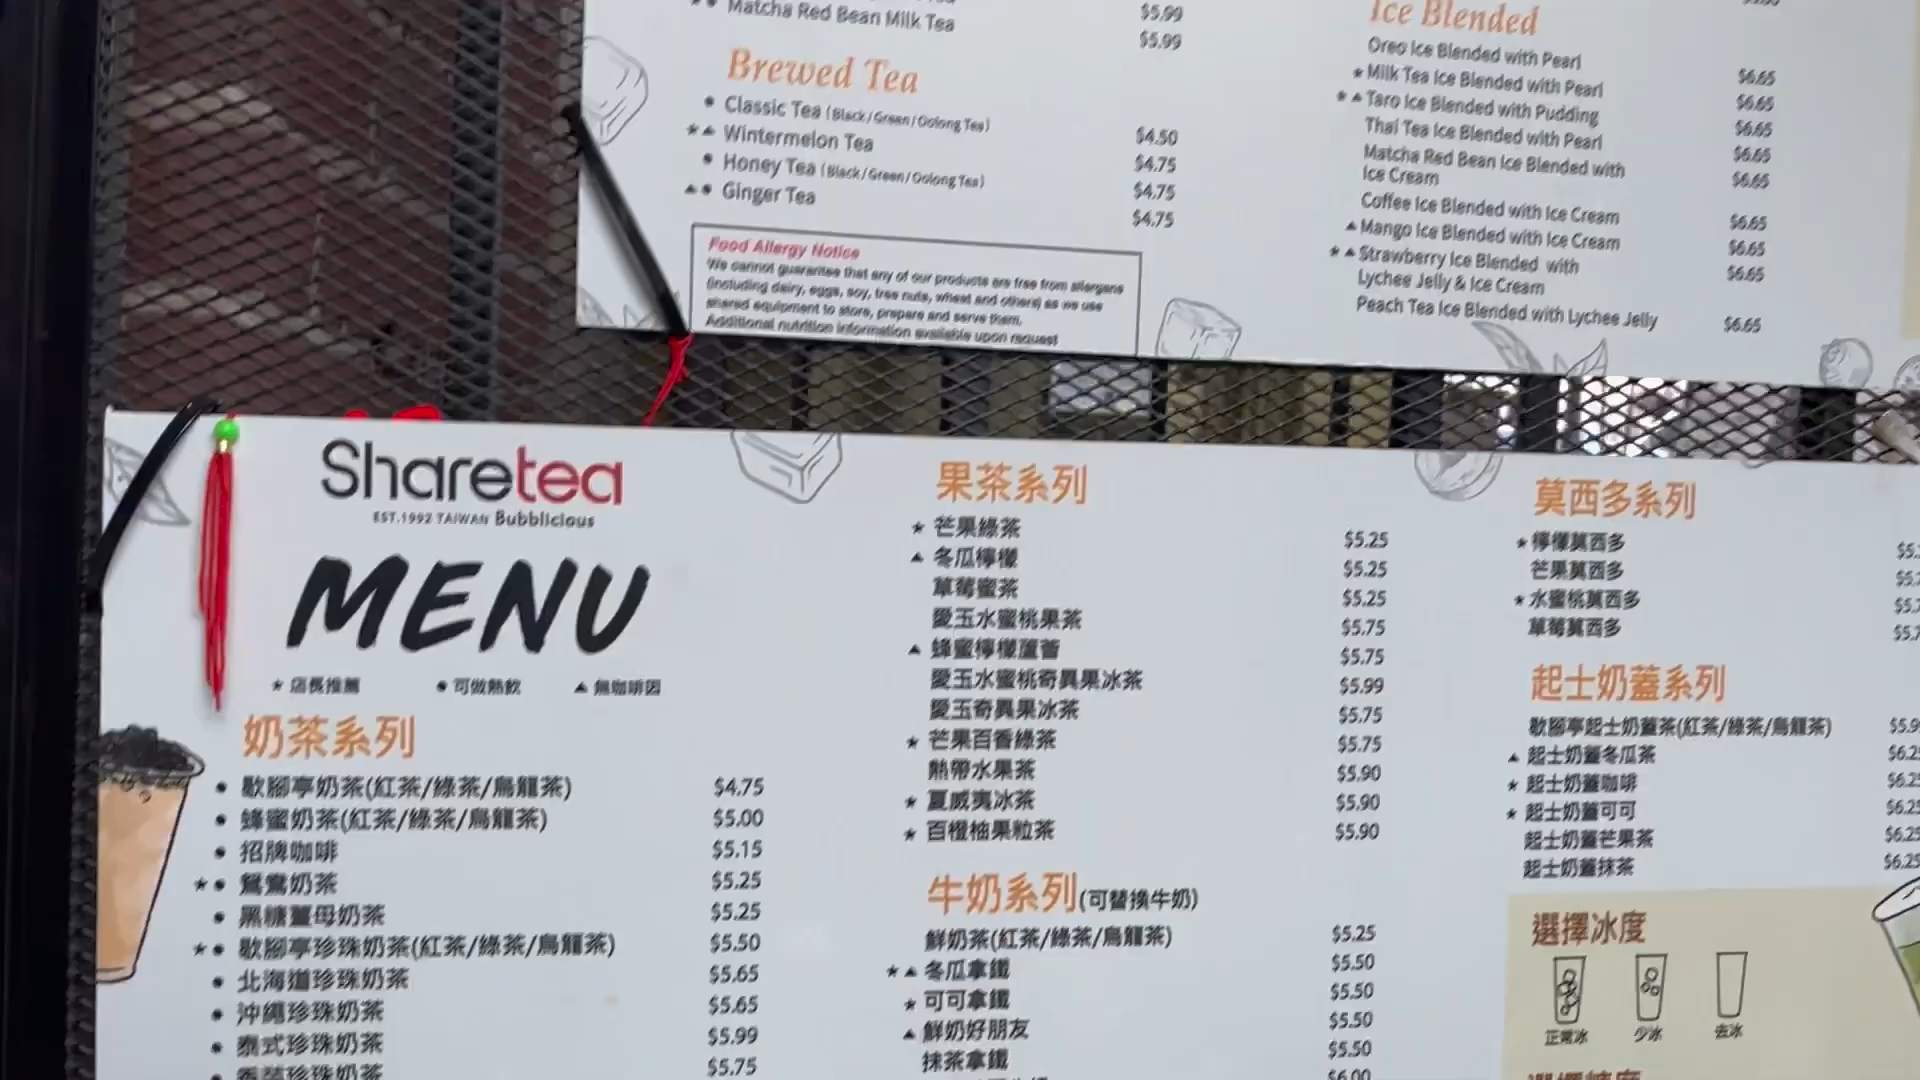 Matcha Red Bean Milk Tea
$5.99
$5.99
Brewed Tea
● Classic Tea (Black/Green/Oolong Tea) $4.50
★▲ Wintermelon Tea $4.75
● Honey Tea (Black/Green/Oolong Tea) $4.75
▲● Ginger Tea $4.75
Food Allergy Notice
We cannot guarantee that any of our products are free from allergens
(including dairy, eggs, soy, tree nuts, wheat and others) as we use
shared equipment to store, prepare and serve them.
Additional nutrition information available upon request
Ice Blended
Oreo Ice Blended with Pearl $6.65
★ Milk Tea Ice Blended with Pearl $6.65
★▲ Taro Ice Blended with Pudding $6.65
Thai Tea Ice Blended with Pearl $6.65
Matcha Red Bean Ice Blended with $6.65
Ice Cream
Coffee Ice Blended with Ice Cream $6.65
▲ Mango Ice Blended with Ice Cream $6.65
★▲ Strawberry Ice Blended with $6.65
Lychee Jelly & Ice Cream
Peach Tea Ice Blended with Lychee Jelly $6.65
Sharetea
EST.1992 TAIWAN Bubblicious
MENU
★ 店長推薦 ● 可做熱飲 ▲ 無咖啡因
奶茶系列
● 歇腳亭奶茶(紅茶/綠茶/烏龍茶) $4.75
● 蜂蜜奶茶(紅茶/綠茶/烏龍茶) $5.00
● 招牌咖啡 $5.15
★● 鴛鴦奶茶 $5.25
● 黑糖薑母奶茶 $5.25
★● 歇腳亭珍珠奶茶(紅茶/綠茶/烏龍茶) $5.50
● 北海道珍珠奶茶 $5.65
● 沖繩珍珠奶茶 $5.65
● 泰式珍珠奶茶 $5.99
珍珠奶茶 $5.75
果茶系列
★ 芒果綠茶 $5.25
▲ 冬瓜檸檬 $5.25
草莓蜜茶 $5.25
愛玉水蜜桃果茶 $5.75
▲ 蜂蜜檸檬蘆薈 $5.75
愛玉水蜜桃奇異果冰茶 $5.99
愛玉奇異果冰茶 $5.75
★ 芒果百香綠茶 $5.75
熱帶水果茶 $5.90
★ 夏威夷冰茶 $5.90
★ 百橙柚果粒茶 $5.90
牛奶系列(可替換牛奶)
鮮奶茶(紅茶/綠茶/烏龍茶) $5.25
★▲ 冬瓜拿鐵 $5.50
★ 可可拿鐵 $5.50
▲ 鮮奶好朋友 $5.50
抹茶拿鐵 $5.50
$6.00
莫西多系列
★ 檸檬莫西多
芒果莫西多
★ 水蜜桃莫西多
草莓莫西多
起士奶蓋系列
歇腳亭起士奶蓋茶(紅茶/綠茶/烏龍茶) $5.9
▲ 起士奶蓋冬瓜茶 $6.25
★ 起士奶蓋咖啡 $6.25
★ 起士奶蓋可可 $6.25
起士奶蓋芒果茶 $6.25
起士奶蓋抹茶 $6.25
選擇冰度
正常冰 少冰 去冰